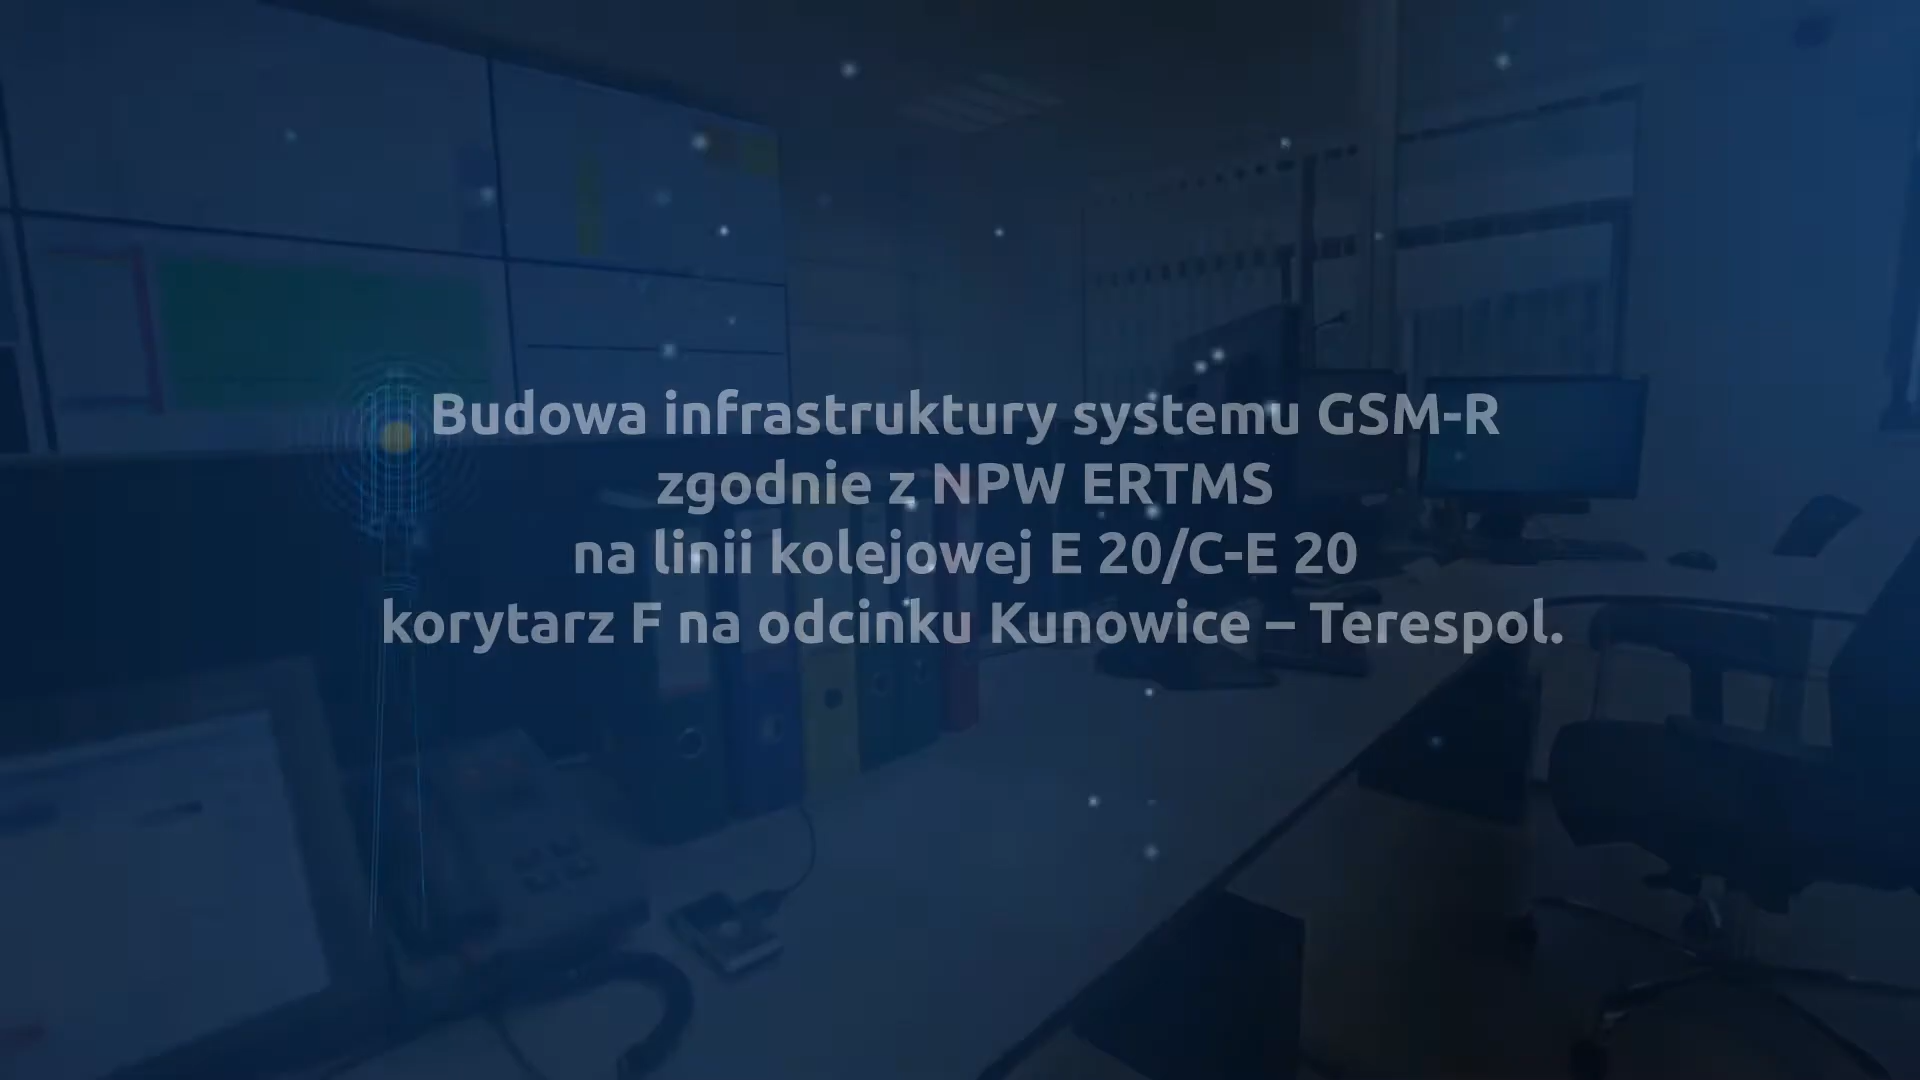 Budowa infrastruktury systemu GSM-R
zgodnie z NPW ERTMS
na linii kolejowej E 20/C-E 20
korytarz F na odcinku Kunowice – Terespol.